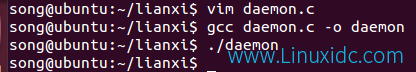 song@ubuntu:~/lianxi$ vim daemon.c
song@ubuntu:~/lianxi$ gcc daemon.c -o daemon
song@ubuntu:~/lianxi$ ./daemon
song@ubuntu:~/lianxi$
www.Linuxidc.com